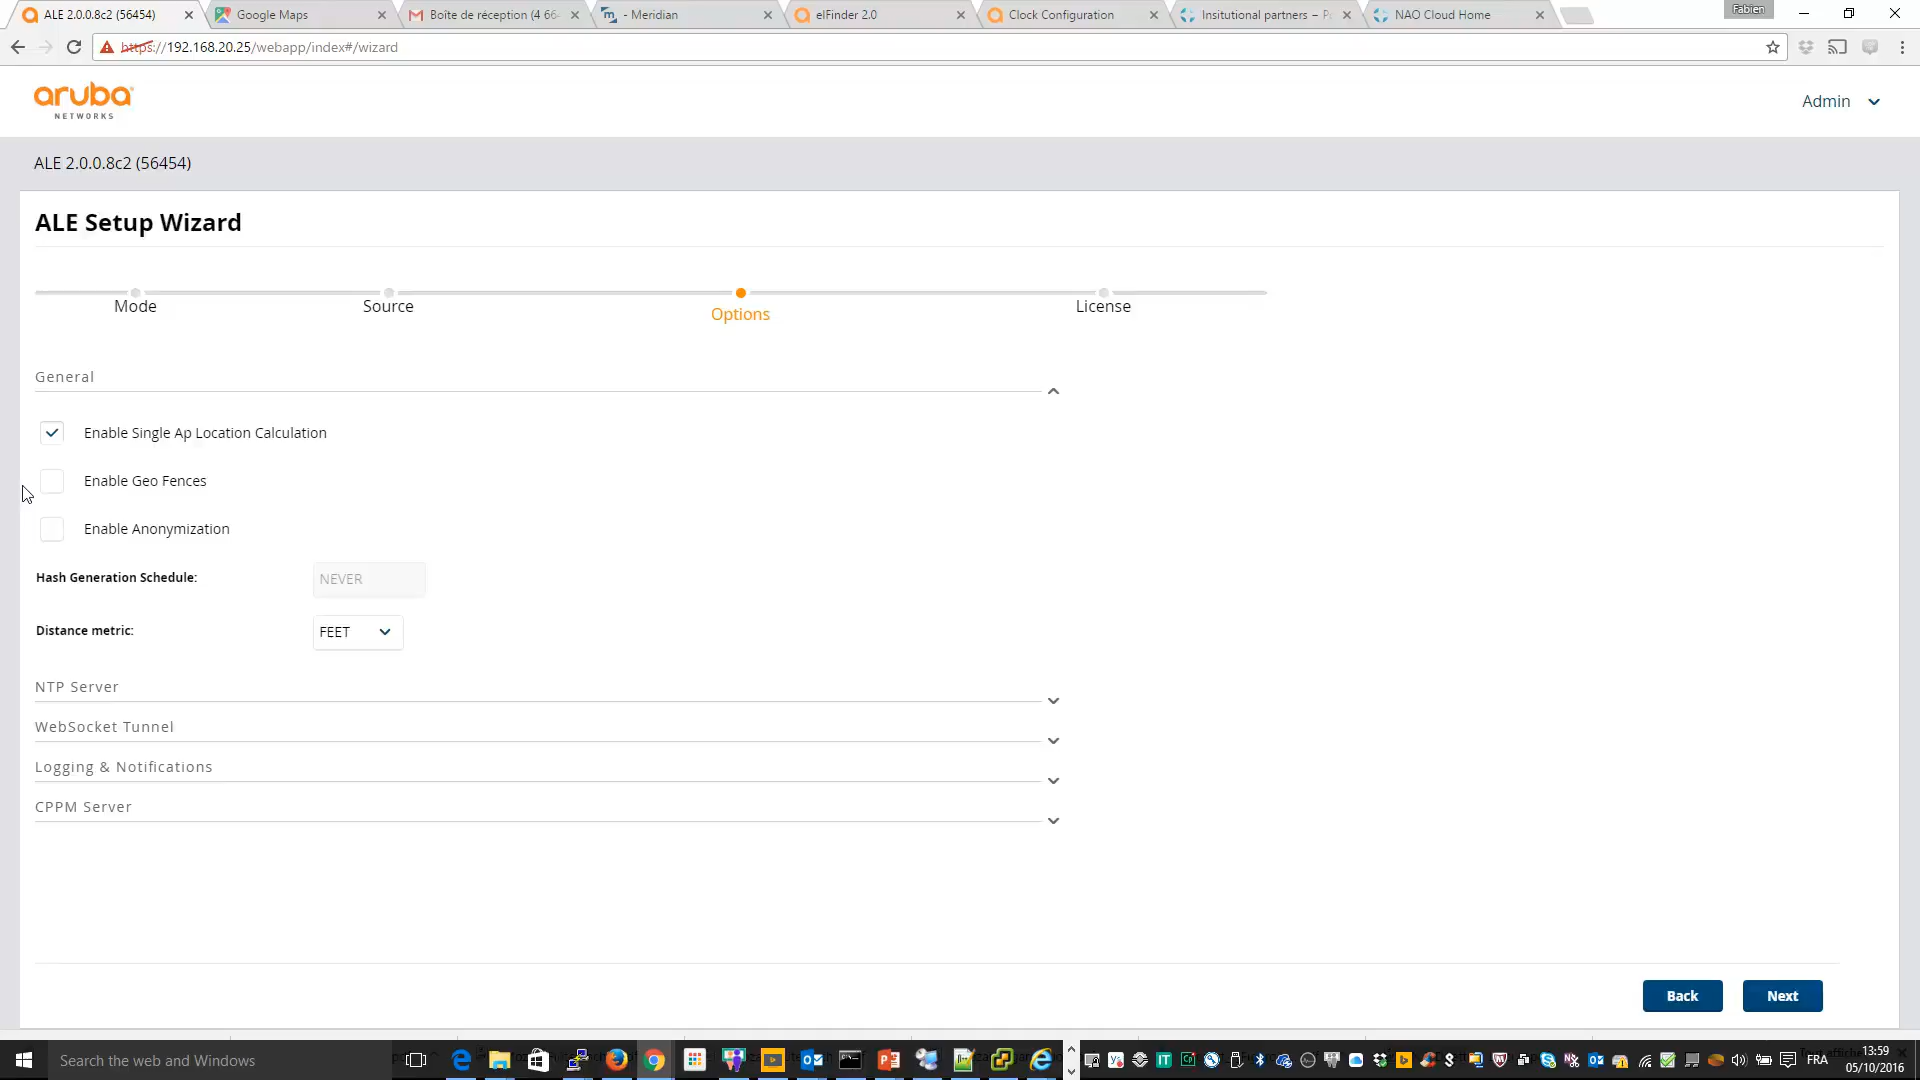 ALE 2.0.0.8c2 (56454)
Google Maps
Boîte de réception (4 66
- Meridian
elFinder 2.0
Clock Configuration
Insitutional partners –
NAO Cloud Home
Fabien
https://192.168.20.25/webapp/index#/wizard
aruba
NETWORKS
Admin
ALE 2.0.0.8c2 (56454)
ALE Setup Wizard
Mode
Source
Options
License
General
Enable Single Ap Location Calculation
Enable Geo Fences
Enable Anonymization
Hash Generation Schedule:
NEVER
Distance metric:
FEET
NTP Server
WebSocket Tunnel
Logging & Notifications
CPPM Server
Back
Next
Search the web and Windows
FRA
13:59
05/10/2016